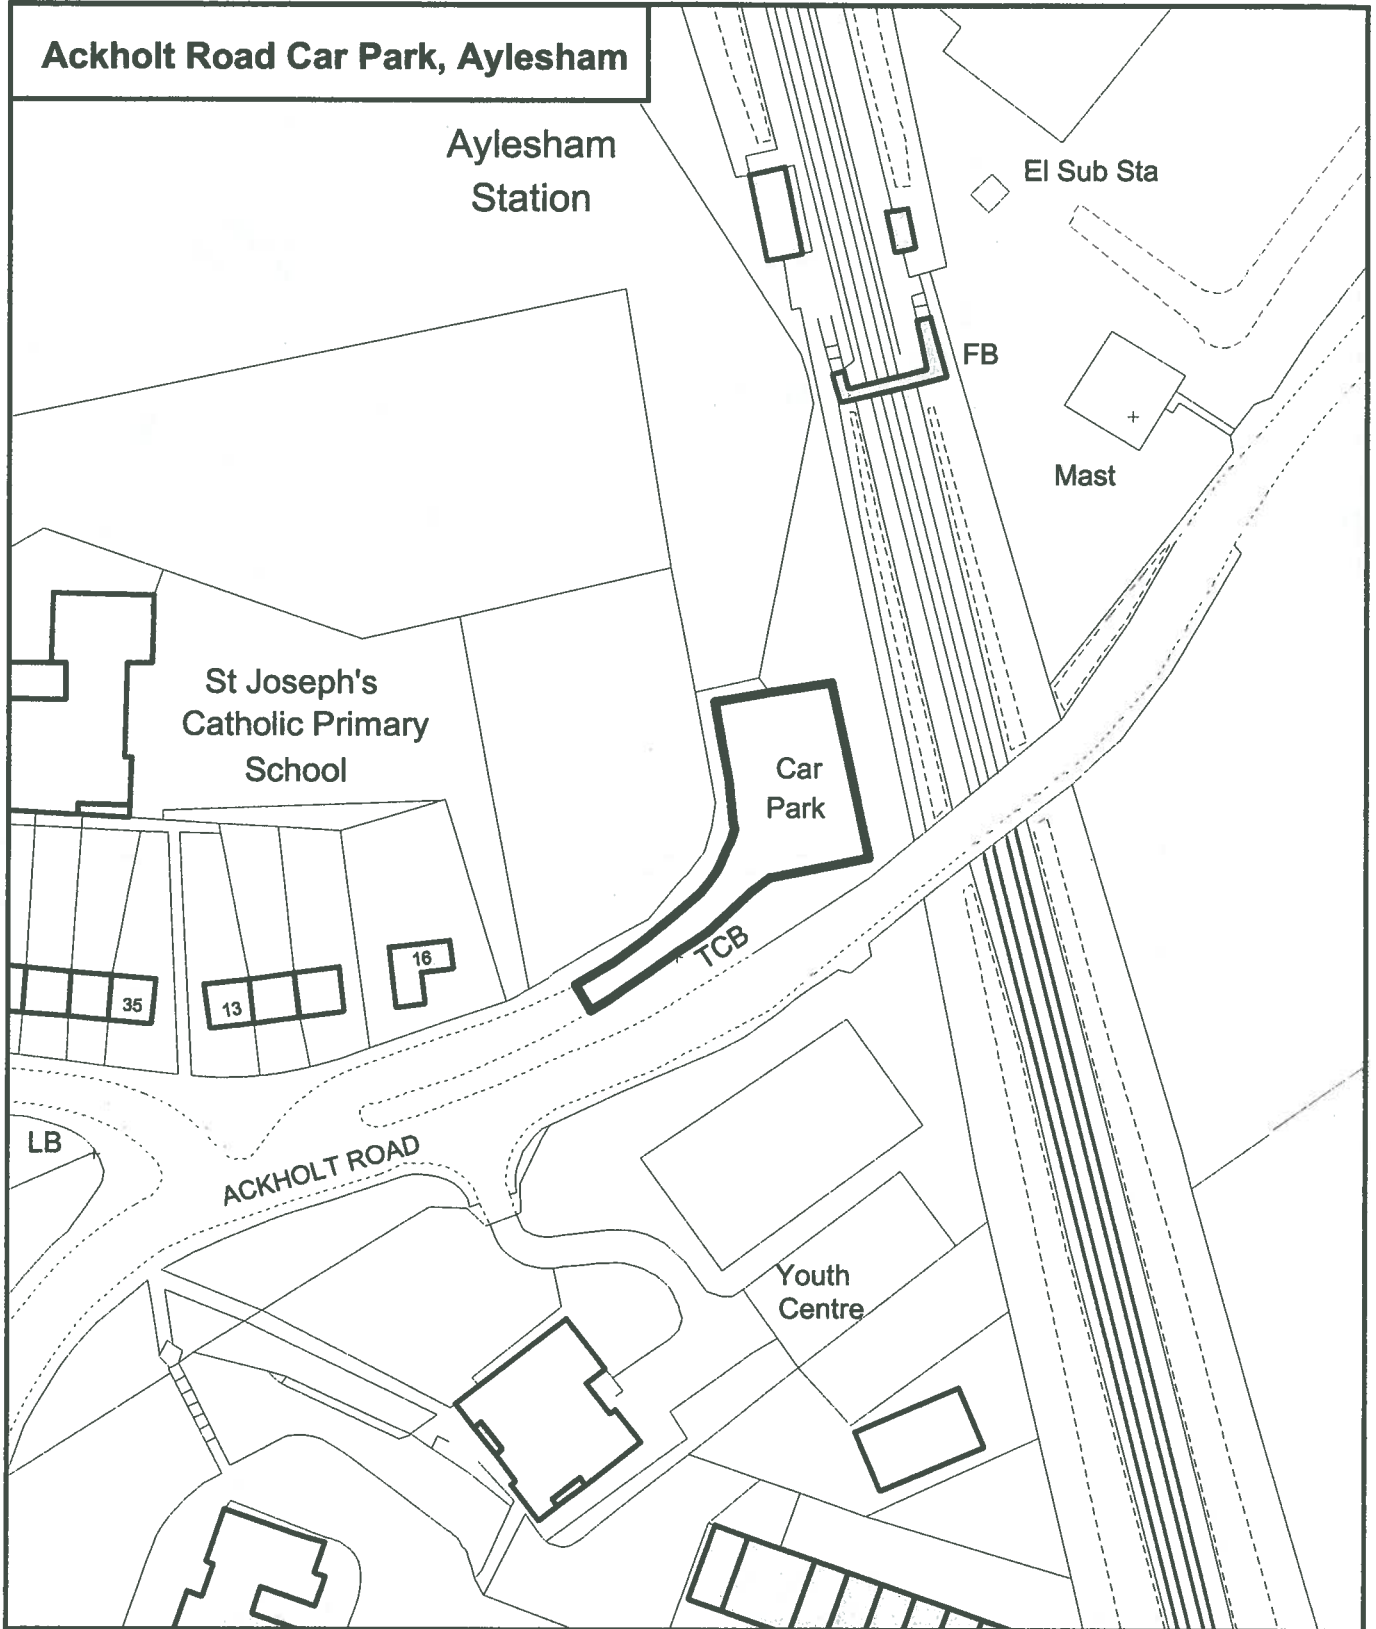 Ackholt Road Car Park, Aylesham
Aylesham
Station
El Sub Sta
FB
Mast
St Joseph's
Catholic Primary
School
Car
Park
TCB
16
35
13
LB
ACKHOLT ROAD
Youth
Centre